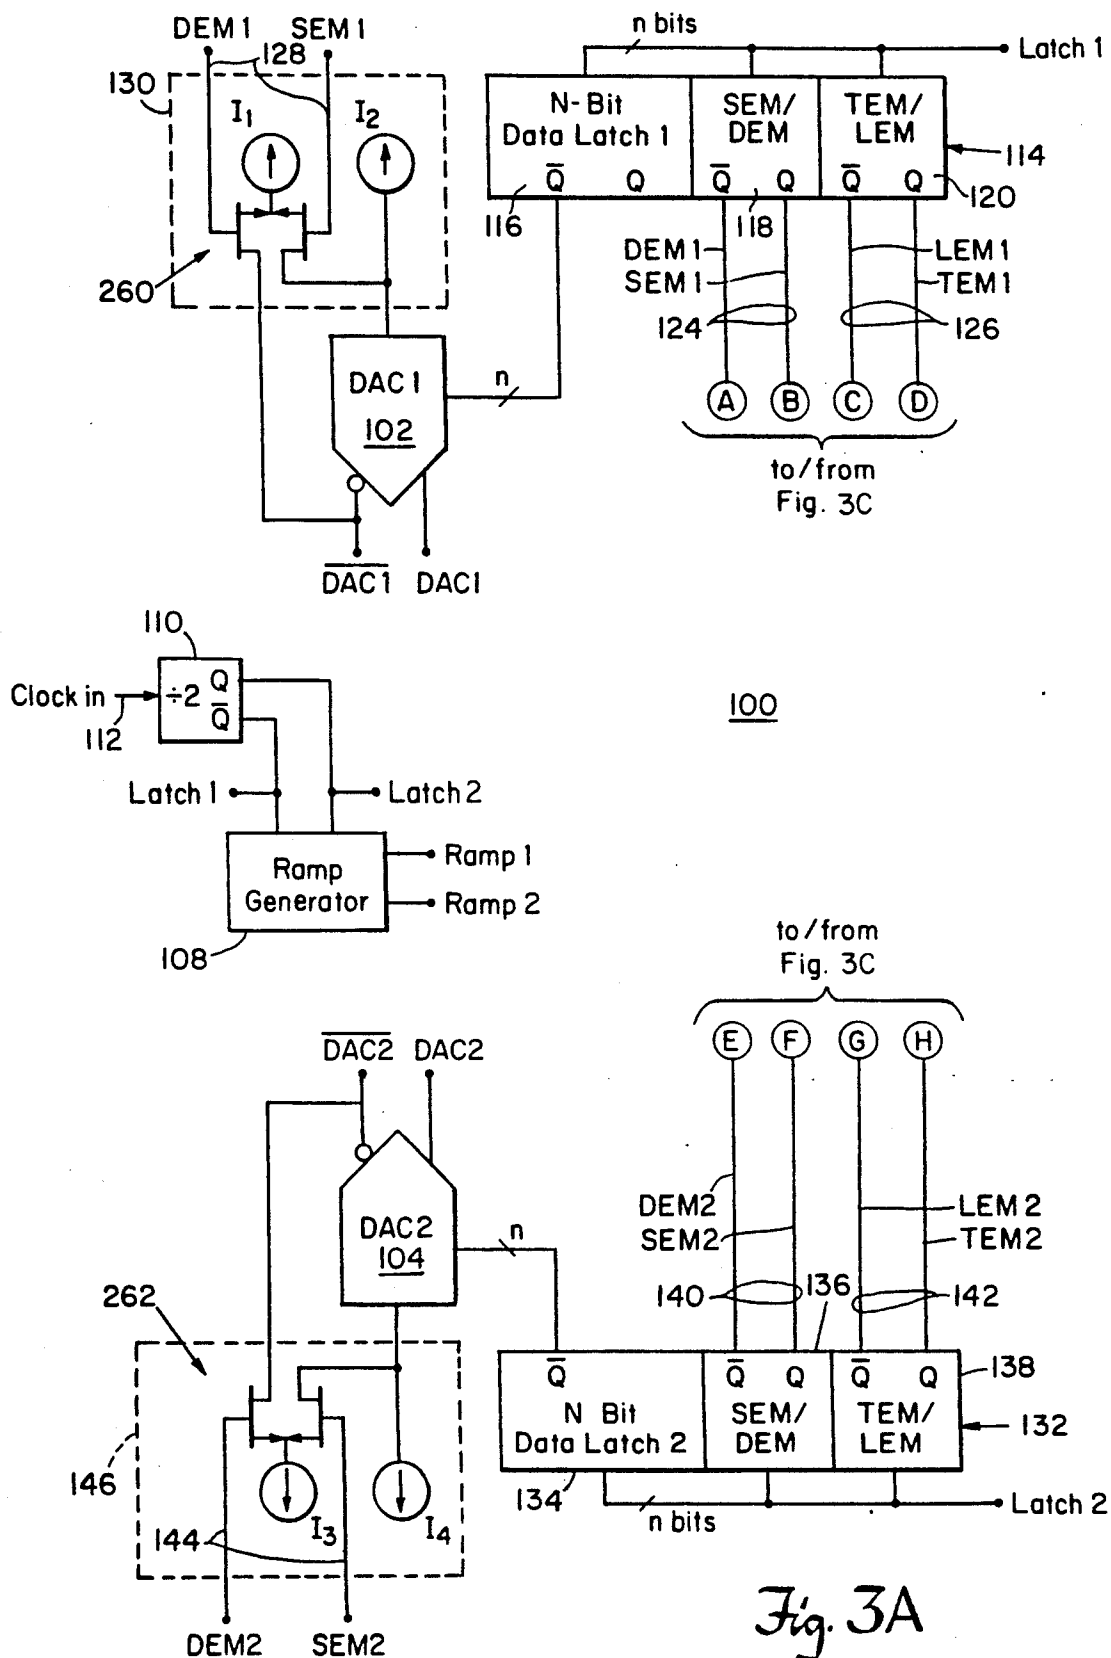 DEM1 SEM1
128
130
I₁ I₂
260
DAC1
102
n
D̅A̅C̅1̅ DAC1
n bits
Latch 1
N-Bit
Data Latch 1
Q̅ Q
116
SEM/
DEM
Q̅ Q
118
TEM/
LEM
Q̅ Q
120
114
DEM1
SEM1
124
LEM1
TEM1
126
A B C D
to/from
Fig. 3C
110
Clock in
112
÷2 Q
Q̅
Latch 1 Latch 2
Ramp
Generator
108
Ramp 1
Ramp 2
100
to/from
Fig. 3C
E F G H
D̅A̅C̅2̅ DAC2
DAC2
104
n
DEM2
SEM2
140
LEM2
TEM2
142
136
262
146
I₃ I₄
144
DEM2 SEM2
Q̅
N Bit
Data Latch 2
134
Q̅ Q
SEM/
DEM
Q̅ Q
TEM/
LEM
138
132
n bits
Latch 2
Fig. 3A